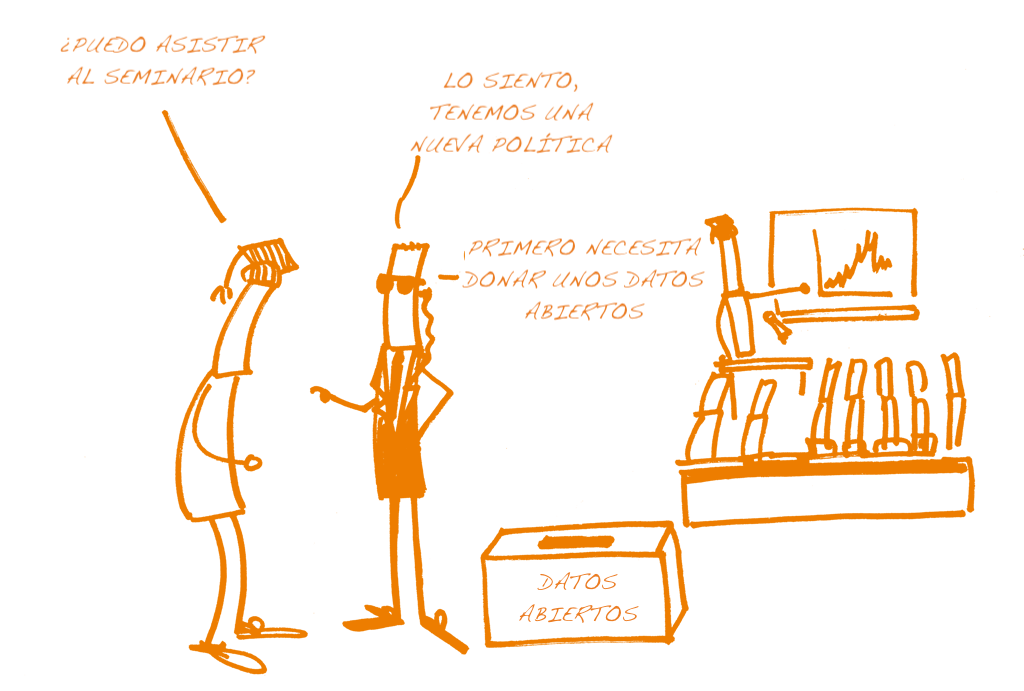 ¿PUEDO ASISTIR
AL SEMINARIO?
LO SIENTO,
TENEMOS UNA
NUEVA POLÍTICA
PRIMERO NECESITA
DONAR UNOS DATOS
ABIERTOS
DATOS
ABIERTOS